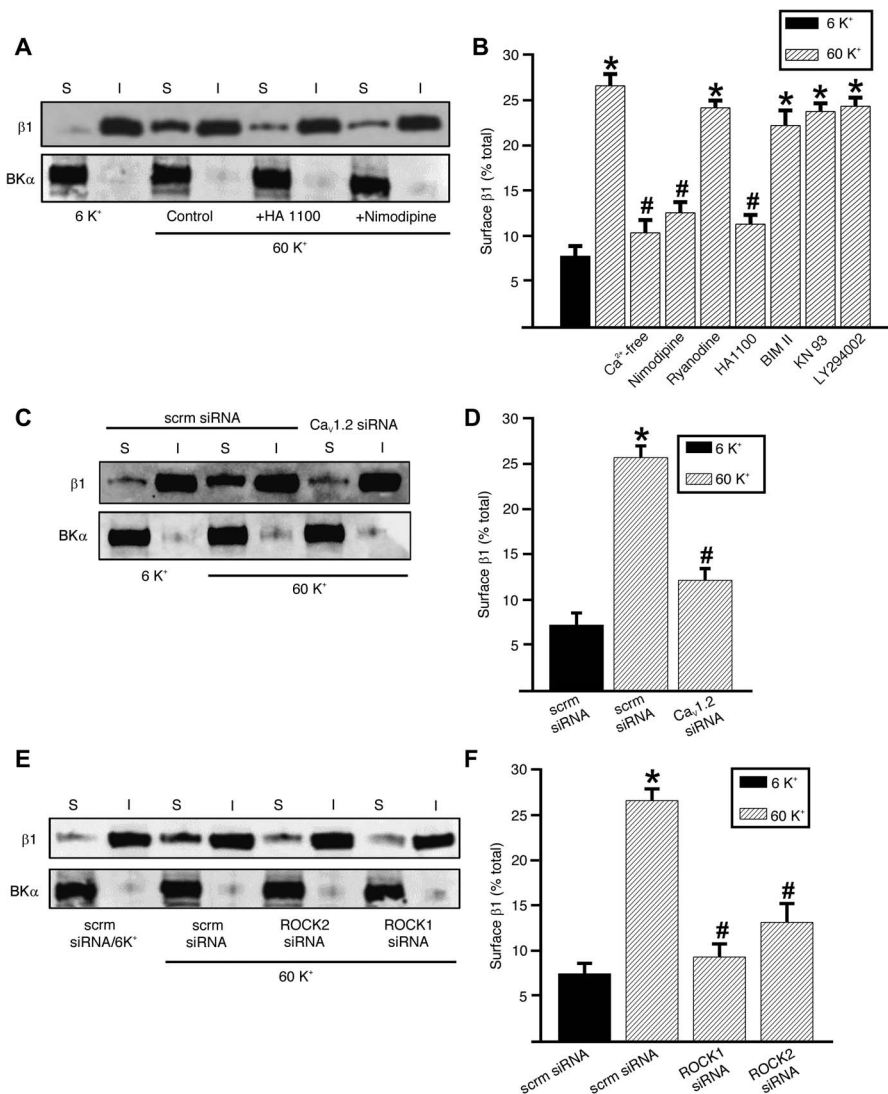 A
S I S I S I S I
β1
BKα
6 K⁺ Control +HA 1100 +Nimodipine
60 K⁺
B
6 K⁺
60 K⁺
Surface β1 (% total)
30
25
20
15
10
5
* # # * # * * *
Ca²⁺-free
Nimodipine
Ryanodine
HA1100
BIM II
KN 93
LY294002
C
scrm siRNA Caᵥ1.2 siRNA
S I S I S I
β1
BKα
6 K⁺
60 K⁺
D
6 K⁺
60 K⁺
Surface β1 (% total)
30
25
20
15
10
5
* #
scrm
siRNA
scrm
siRNA
Caᵥ1.2
siRNA
E
S I S I S I S I
β1
BKα
scrm
siRNA/6K⁺
scrm
siRNA
ROCK2
siRNA
ROCK1
siRNA
60 K⁺
F
6 K⁺
60 K⁺
Surface β1 (% total)
30
25
20
15
10
5
* # #
scrm siRNA
scrm siRNA
ROCK1
siRNA
ROCK2
siRNA